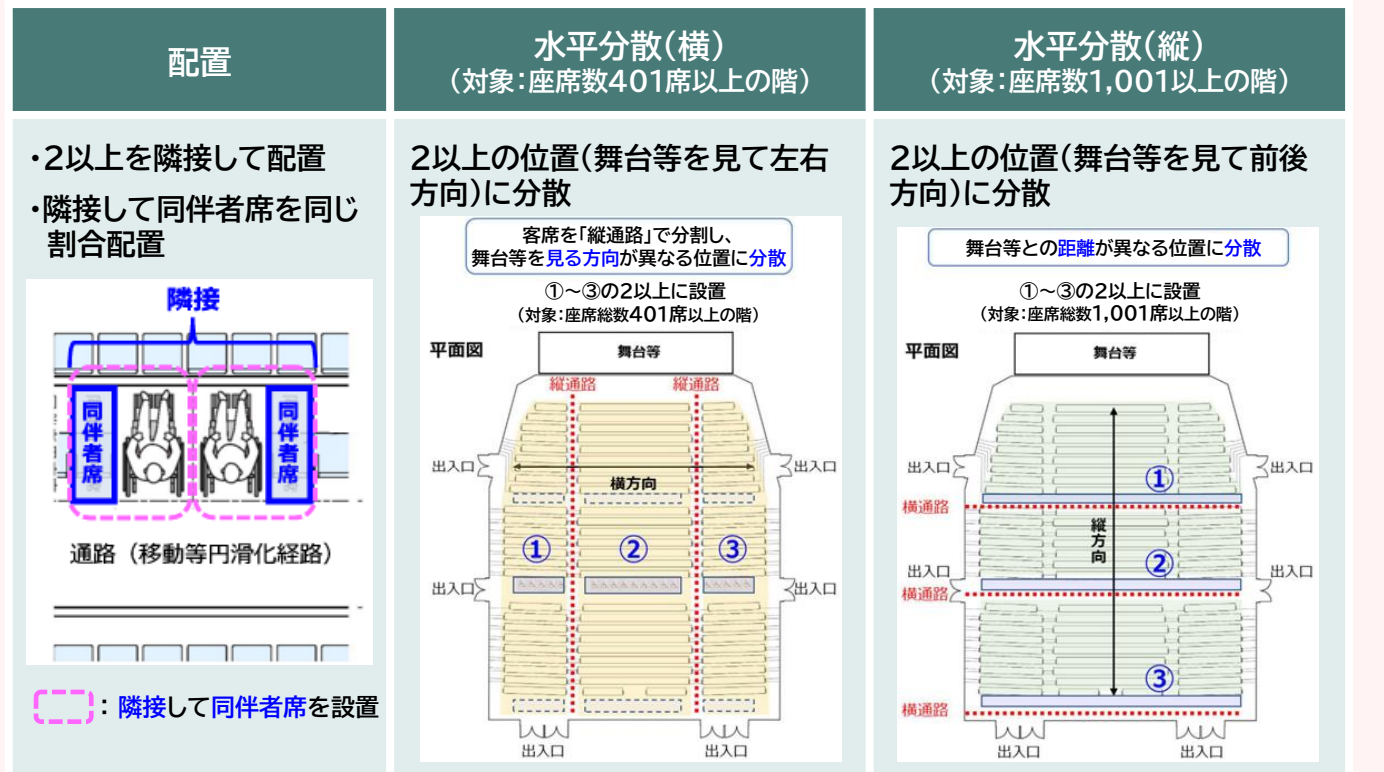 配置
・2以上を隣接して配置
・隣接して同伴者席を同じ
割合配置
隣接
同伴者席
同伴者席
通路（移動等円滑化経路）
：隣接して同伴者席を設置
水平分散（横）
（対象：座席数401席以上の階）
2以上の位置（舞台等を見て左右
方向）に分散
客席を「縦通路」で分割し、
舞台等を見る方向が異なる位置に分散
①～③の2以上に設置
（対象：座席総数401席以上の階）
平面図
舞台等
縦通路 縦通路
出入口 出入口
横方向
① ② ③
出入口 出入口
出入口 出入口
水平分散（縦）
（対象：座席数1,001以上の階）
2以上の位置（舞台等を見て前後
方向）に分散
舞台等との距離が異なる位置に分散
①～③の2以上に設置
（対象：座席総数1,001席以上の階）
平面図
舞台等
出入口 ① 出入口
横通路
縦方向
出入口 ② 出入口
横通路
③
横通路
出入口 出入口